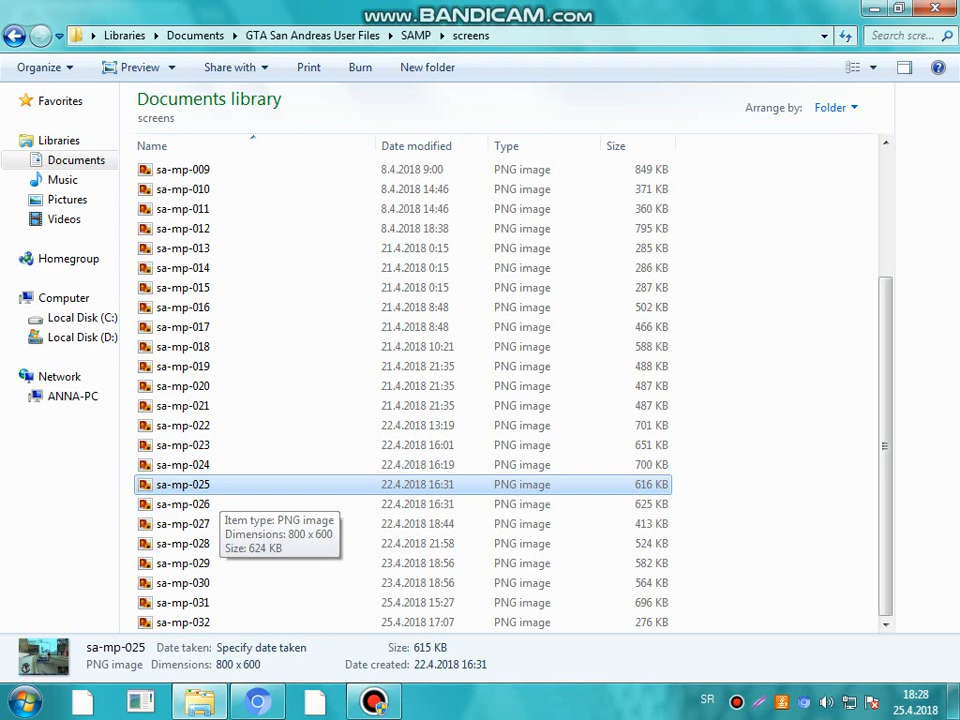 www.BANDICAM.com
Libraries Documents GTA San Andreas User Files SAMP screens
Search scre...
Organize Preview Share with Print Burn New folder
Favorites
Libraries
Documents
Music
Pictures
Videos
Homegroup
Computer
Local Disk (C:)
Local Disk (D:)
Network
ANNA-PC
Documents library
screens
Arrange by: Folder
Name Date modified Type Size
sa-mp-009 8.4.2018 9:00 PNG image 849 KB
sa-mp-010 8.4.2018 14:46 PNG image 371 KB
sa-mp-011 8.4.2018 14:46 PNG image 360 KB
sa-mp-012 8.4.2018 18:38 PNG image 795 KB
sa-mp-013 21.4.2018 0:15 PNG image 285 KB
sa-mp-014 21.4.2018 0:15 PNG image 286 KB
sa-mp-015 21.4.2018 0:15 PNG image 287 KB
sa-mp-016 21.4.2018 8:48 PNG image 502 KB
sa-mp-017 21.4.2018 8:48 PNG image 466 KB
sa-mp-018 21.4.2018 10:21 PNG image 588 KB
sa-mp-019 21.4.2018 21:35 PNG image 488 KB
sa-mp-020 21.4.2018 21:35 PNG image 487 KB
sa-mp-021 21.4.2018 21:35 PNG image 487 KB
sa-mp-022 22.4.2018 13:19 PNG image 701 KB
sa-mp-023 22.4.2018 16:01 PNG image 651 KB
sa-mp-024 22.4.2018 16:19 PNG image 700 KB
sa-mp-025 22.4.2018 16:31 PNG image 616 KB
sa-mp-026 22.4.2018 16:31 PNG image 625 KB
sa-mp-027 22.4.2018 18:44 PNG image 413 KB
sa-mp-028 22.4.2018 21:58 PNG image 524 KB
sa-mp-029 23.4.2018 18:56 PNG image 582 KB
sa-mp-030 23.4.2018 18:56 PNG image 564 KB
sa-mp-031 25.4.2018 15:27 PNG image 696 KB
sa-mp-032 25.4.2018 17:07 PNG image 276 KB
Item type: PNG image
Dimensions: 800 x 600
Size: 624 KB
sa-mp-025 Date taken: Specify date taken Size: 615 KB
PNG image Dimensions: 800 x 600 Date created: 22.4.2018 16:31
SR
18:28
25.4.2018